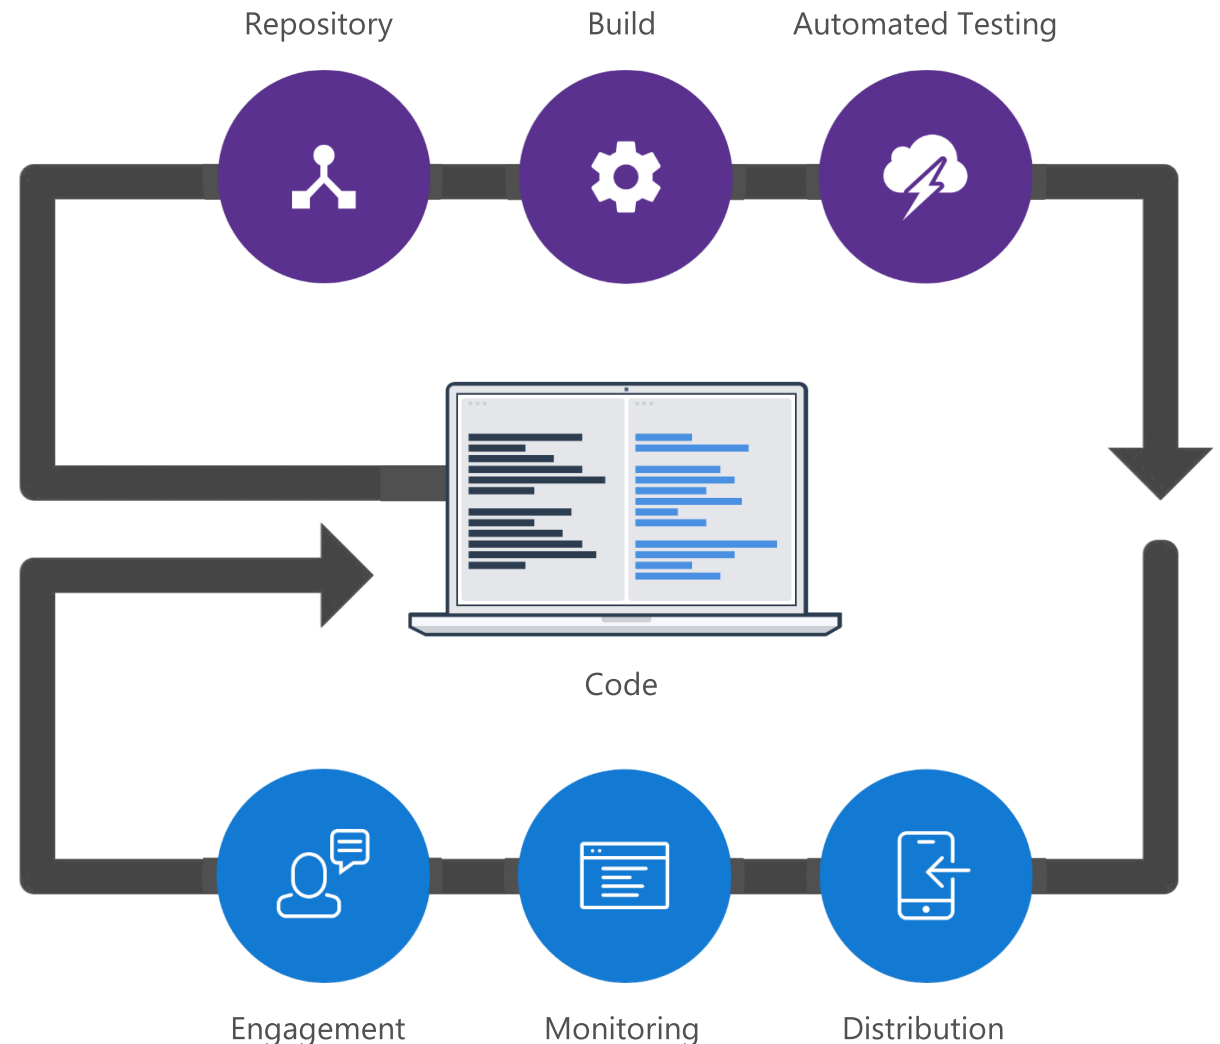 Repository
Build
Automated Testing
Code
Engagement
Monitoring
Distribution